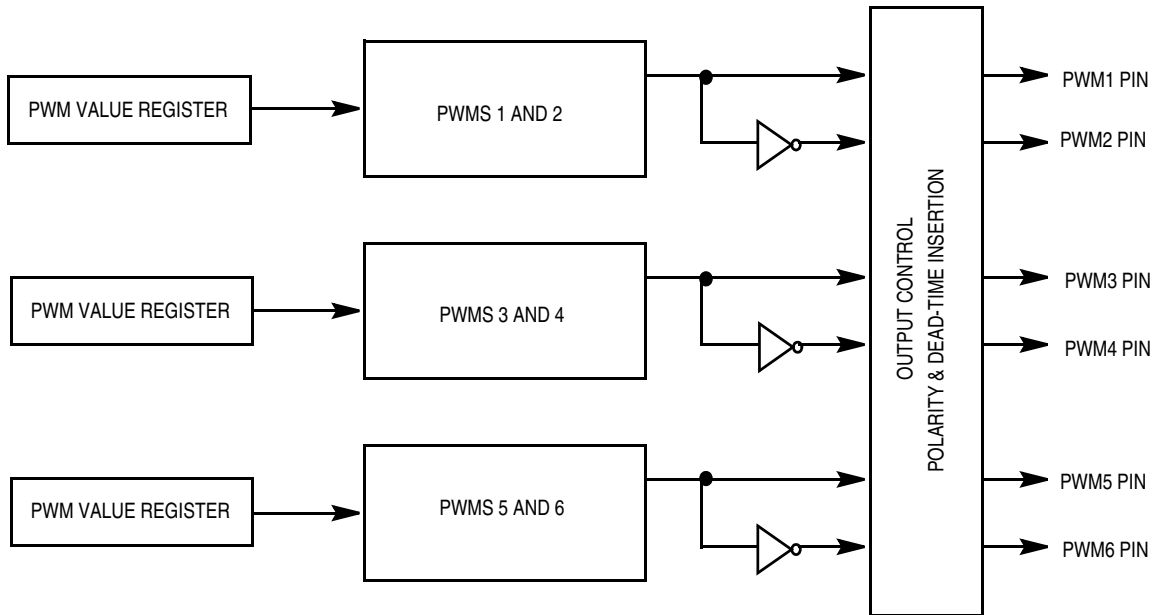 PWM VALUE REGISTER
PWMS 1 AND 2
PWM1 PIN
PWM2 PIN
PWM VALUE REGISTER
PWMS 3 AND 4
PWM3 PIN
PWM4 PIN
PWM VALUE REGISTER
PWMS 5 AND 6
PWM5 PIN
PWM6 PIN
OUTPUT CONTROL
POLARITY & DEAD-TIME INSERTION